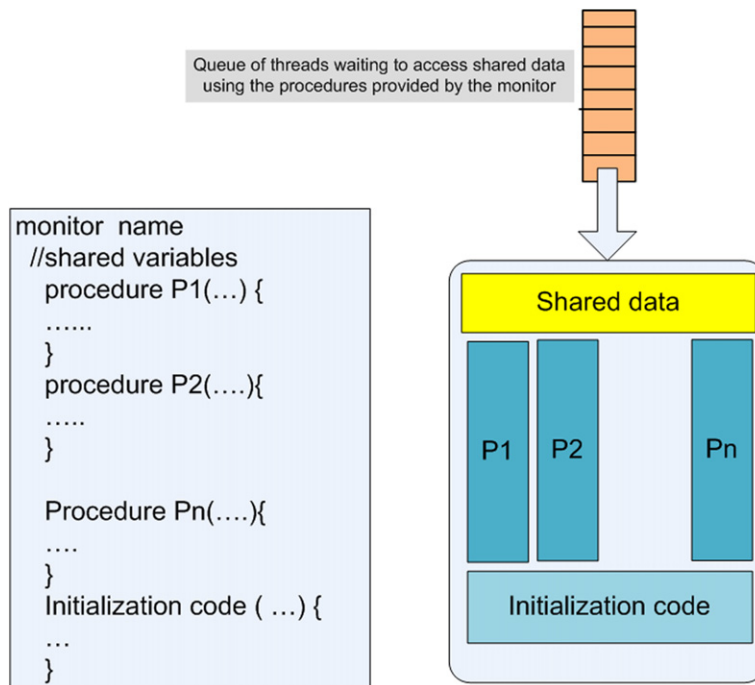 Queue of threads waiting to access shared data
using the procedures provided by the monitor
monitor name
//shared variables
procedure P1(...) {
......
}
procedure P2(....){
.....
}
Procedure Pn(....){
....
}
Initialization code ( ...) {
...
}
Shared data
P1
P2
Pn
Initialization code